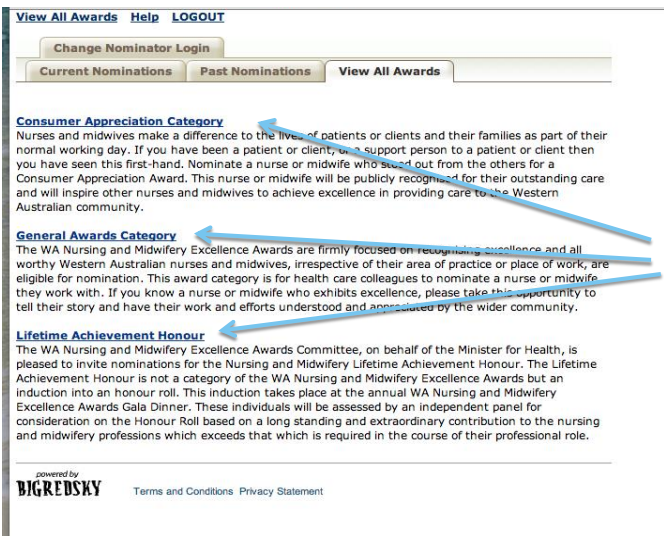 View All Awards Help LOGOUT
Change Nominator Login
Current Nominations Past Nominations View All Awards
Consumer Appreciation Category
Nurses and midwives make a difference to the lives of patients or clients and their families as part of their
normal working day. If you have been a patient or client, or a support person to a patient or client then
you have seen this first-hand. Nominate a nurse or midwife who stood out from the others for a
Consumer Appreciation Award. This nurse or midwife will be publicly recognised for their outstanding care
and will inspire other nurses and midwives to achieve excellence in providing care to the Western
Australian community.
General Awards Category
The WA Nursing and Midwifery Excellence Awards are firmly focused on recognising excellence and all
worthy Western Australian nurses and midwives, irrespective of their area of practice or place of work, are
eligible for nomination. This award category is for health care colleagues to nominate a nurse or midwife
they work with. If you know a nurse or midwife who exhibits excellence, please take this opportunity to
tell their story and have their work and efforts understood and appreciated by the wider community.
Lifetime Achievement Honour
The WA Nursing and Midwifery Excellence Awards Committee, on behalf of the Minister for Health, is
pleased to invite nominations for the Nursing and Midwifery Lifetime Achievement Honour. The Lifetime
Achievement Honour is not a category of the WA Nursing and Midwifery Excellence Awards but an
induction into an honour roll. This induction takes place at the annual WA Nursing and Midwifery
Excellence Awards Gala Dinner. These individuals will be assessed by an independent panel for
consideration on the Honour Roll based on a long standing and extraordinary contribution to the nursing
and midwifery professions which exceeds that which is required in the course of their professional role.
powered by
BIGREDSKY Terms and Conditions Privacy Statement